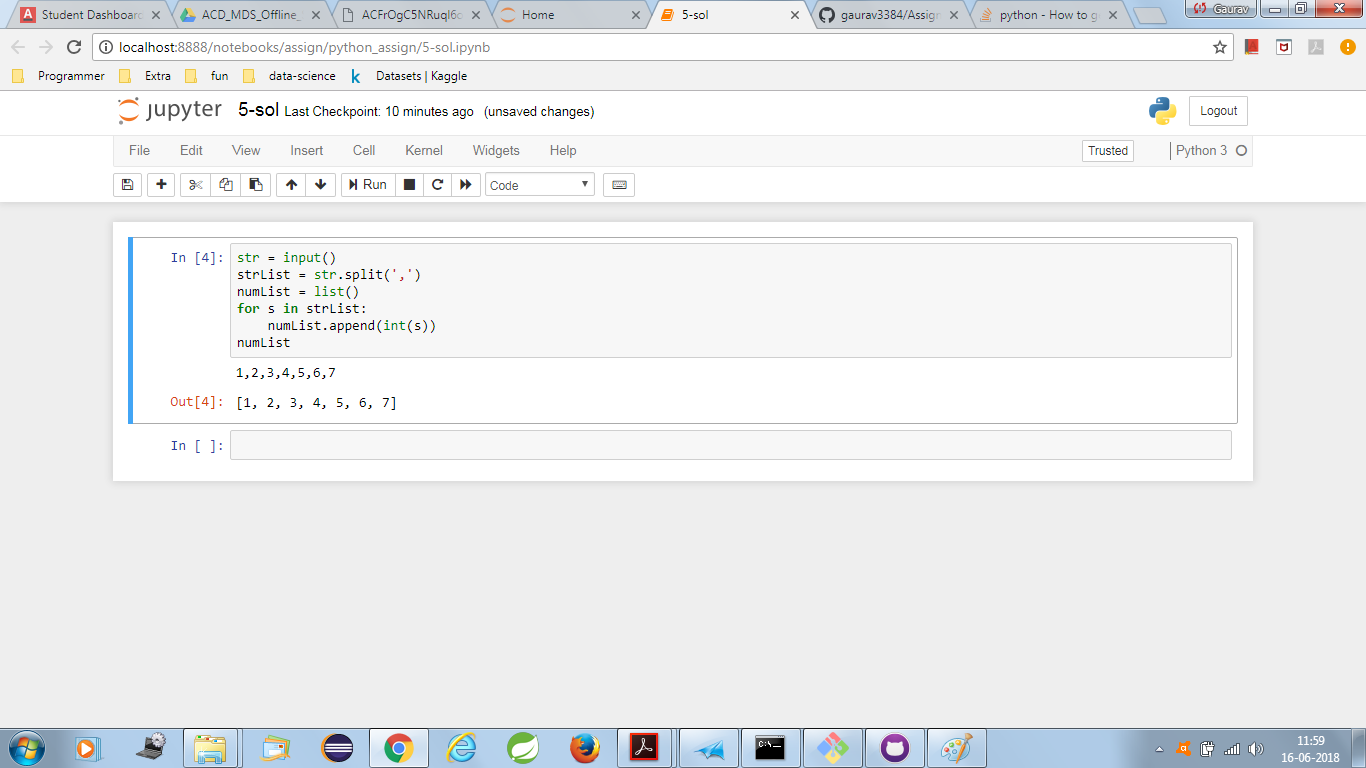 Student Dashboard
ACD_MDS_Offline_
ACFrOgC5NRuqI6o
Home
5-sol
gaurav3384/Assign
python - How to g
Gaurav
localhost:8888/notebooks/assign/python_assign/5-sol.ipynb
Programmer Extra fun data-science k Datasets | Kaggle
jupyter 5-sol Last Checkpoint: 10 minutes ago (unsaved changes)
Logout
File Edit View Insert Cell Kernel Widgets Help
Trusted
Python 3
Run
Code
In [4]:
str = input()
strList = str.split(',')
numList = list()
for s in strList:
    numList.append(int(s))
numList
1,2,3,4,5,6,7
Out[4]: [1, 2, 3, 4, 5, 6, 7]
In [ ]:
C:\_
11:59
16-06-2018